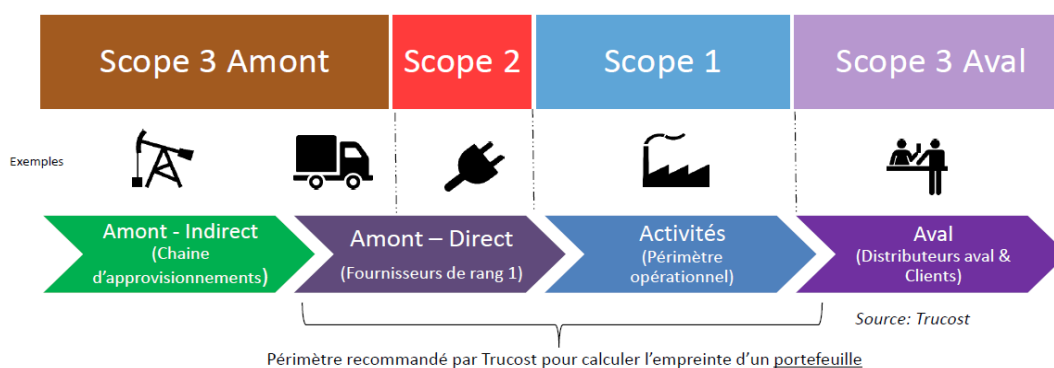 Scope 3 Amont
Scope 2
Scope 1
Scope 3 Aval
Exemples
Amont - Indirect
(Chaine
d'approvisionnements)
Amont – Direct
(Fournisseurs de rang 1)
Activités
(Périmètre
opérationnel)
Aval
(Distributeurs aval &
Clients)
Source: Trucost
Périmètre recommandé par Trucost pour calculer l'empreinte d'un portefeuille